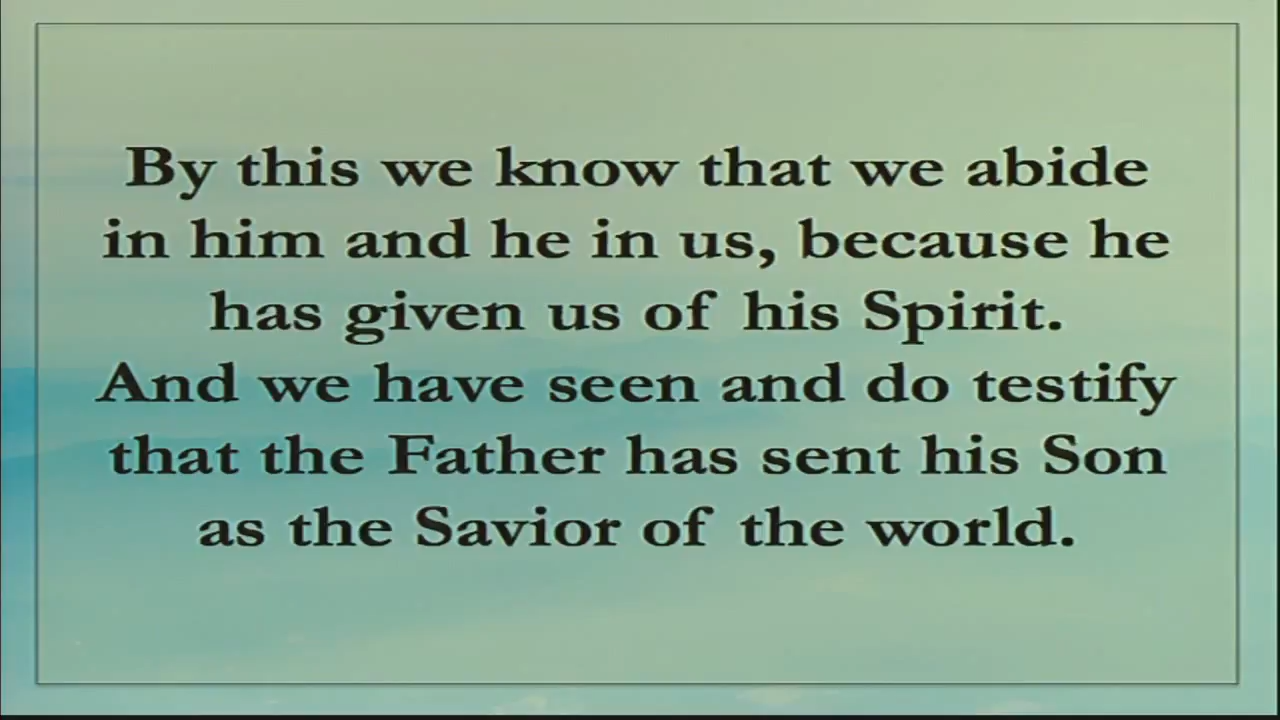 By this we know that we abide
in him and he in us, because he
has given us of his Spirit.
And we have seen and do testify
that the Father has sent his Son
as the Savior of the world.